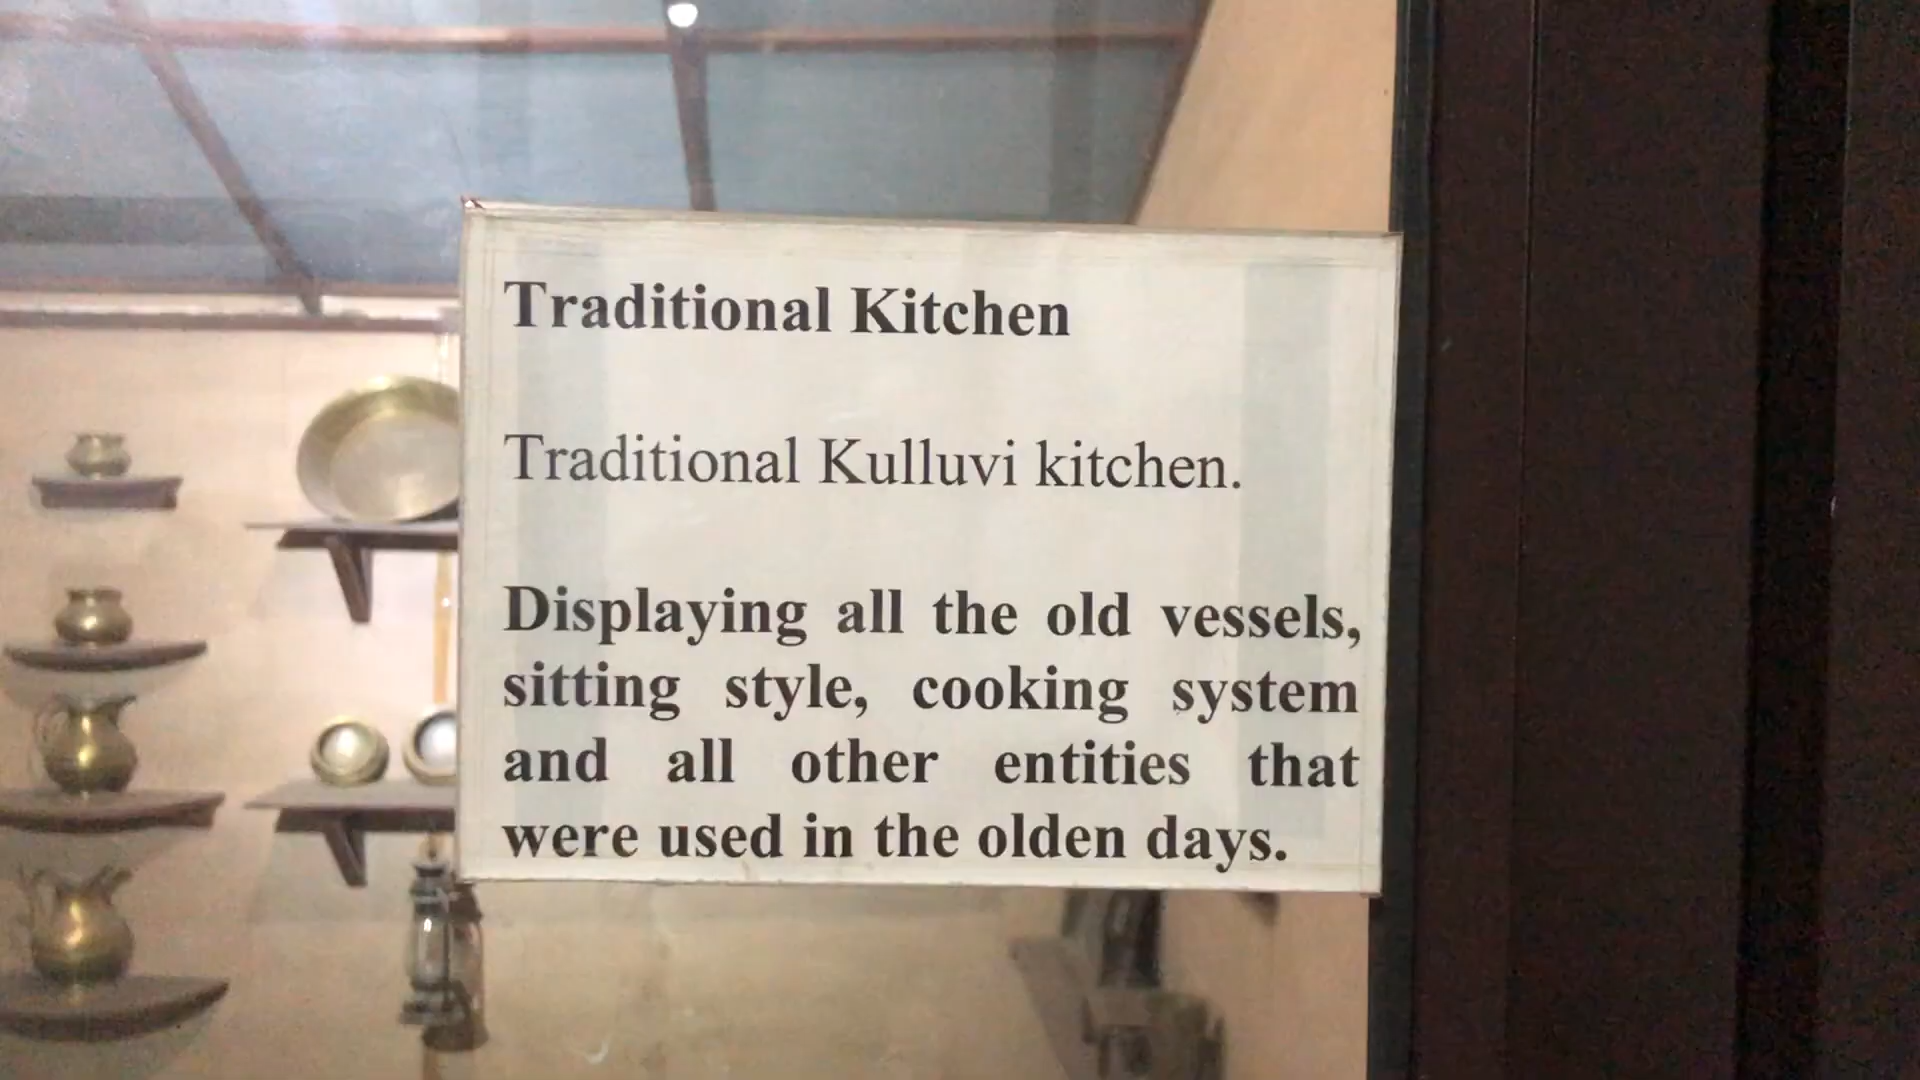 Traditional Kitchen
Traditional Kulluvi kitchen.
Displaying all the old vessels,
sitting style, cooking system
and all other entities that
were used in the olden days.